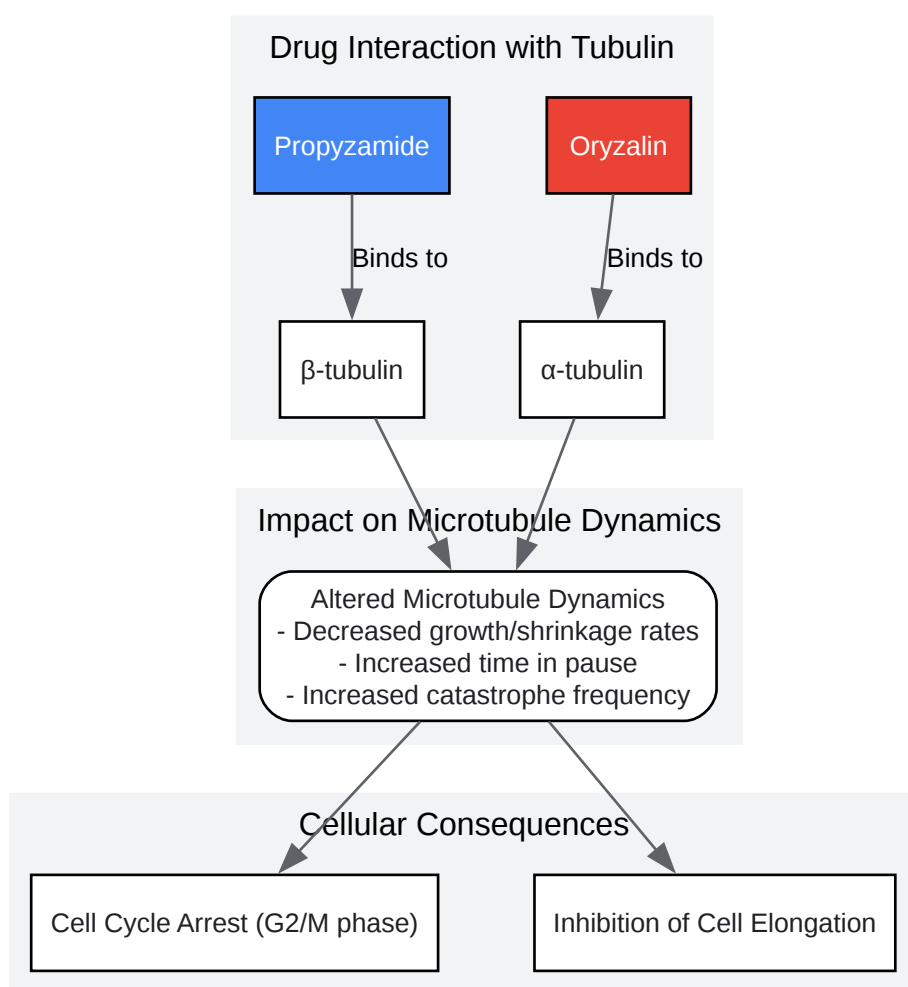 Drug Interaction with Tubulin
Propyzamide
Oryzalin
Binds to
Binds to
β-tubulin
α-tubulin
Impact on Microtubule Dynamics
Altered Microtubule Dynamics
- Decreased growth/shrinkage rates
- Increased time in pause
- Increased catastrophe frequency
Cellular Consequences
Cell Cycle Arrest (G2/M phase)
Inhibition of Cell Elongation